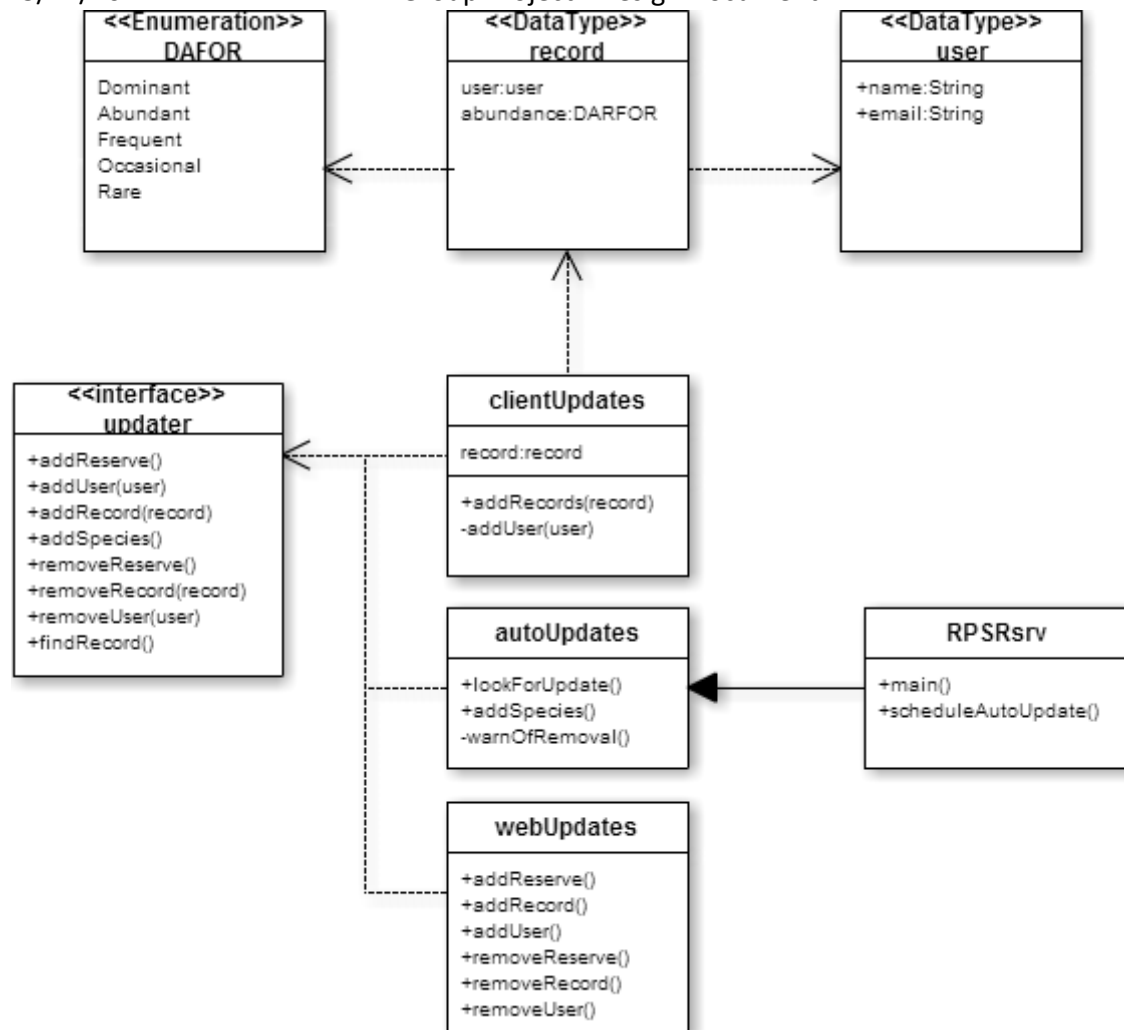 <<Enumeration>>
DAFOR
Dominant
Abundant
Frequent
Occasional
Rare
<<DataType>>
record
user:user
abundance:DARFOR
<<DataType>>
user
+name:String
+email:String
<<interface>>
updater
+addReserve()
+addUser(user)
+addRecord(record)
+addSpecies()
+removeReserve()
+removeRecord(record)
+removeUser(user)
+findRecord()
clientUpdates
record:record
+addRecords(record)
-addUser(user)
autoUpdates
+lookForUpdate()
+addSpecies()
-warnOfRemoval()
RPSRsrv
+main()
+scheduleAutoUpdate()
webUpdates
+addReserve()
+addRecord()
+addUser()
+removeReserve()
+removeRecord()
+removeUser()